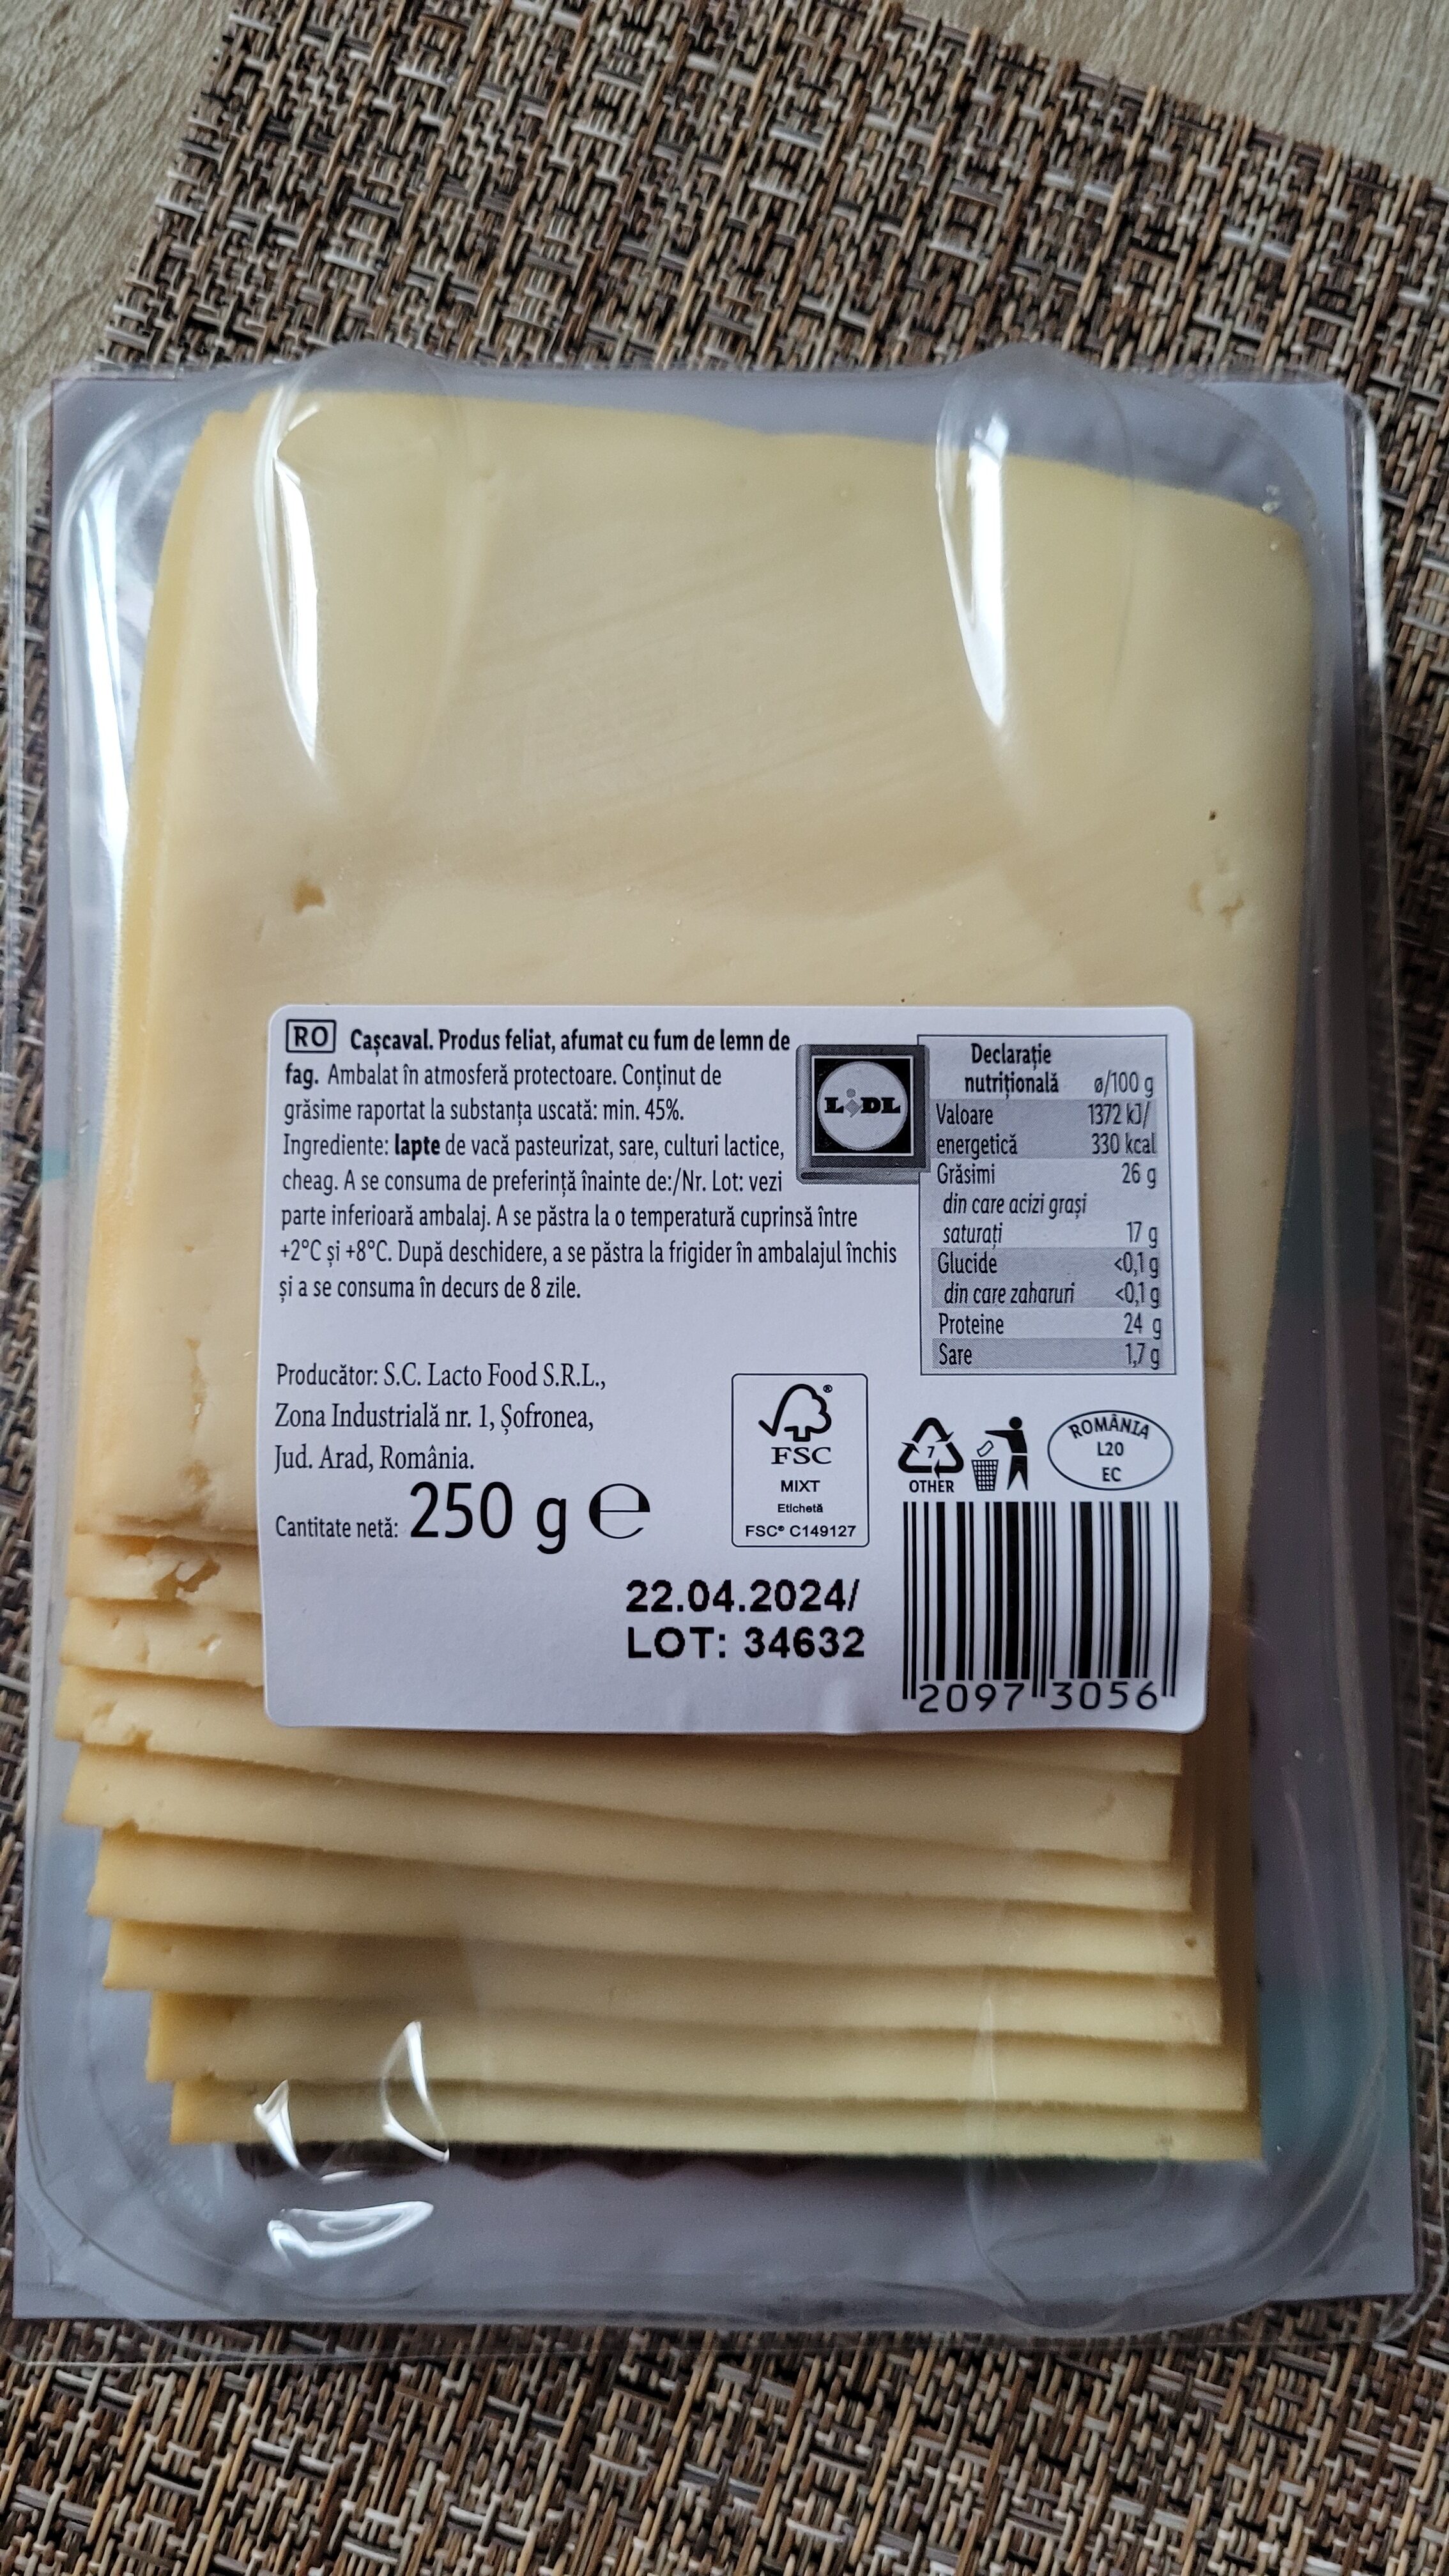 RO Cașcaval. Produs feliat, afumat cu fum de lemn de
fag. Ambalat în atmosferă protectoare. Conținut de
grăsime raportat la substanța uscată: min. 45%.
Ingrediente: lapte de vacă pasteurizat, sare, culturi lactice,
cheag. A se consuma de preferință înainte de:/Nr. Lot: vezi
parte inferioară ambalaj. A se păstra la o temperatură cuprinsă între
+2°C și +8°C. După deschidere, a se păstra la frigider în ambalajul închis
și a se consuma în decurs de 8 zile.
LIDL
Declarație
nutrițională ø/100 g
Valoare 1372 kJ/
energetică 330 kcal
Grăsimi 26 g
din care acizi grași
saturați 17 g
Glucide <0,1 g
din care zaharuri <0,1 g
Proteine 24 g
Sare 1,7 g
Producător: S.C. Lacto Food S.R.L.,
Zona Industrială nr. 1, Șofronea,
Jud. Arad, România.
Cantitate netă: 250 g e
FSC®
MIXT
Etichetă
FSC® C149127
7
OTHER
ROMÂNIA
L20
EC
22.04.2024/
LOT: 34632
2097 3056